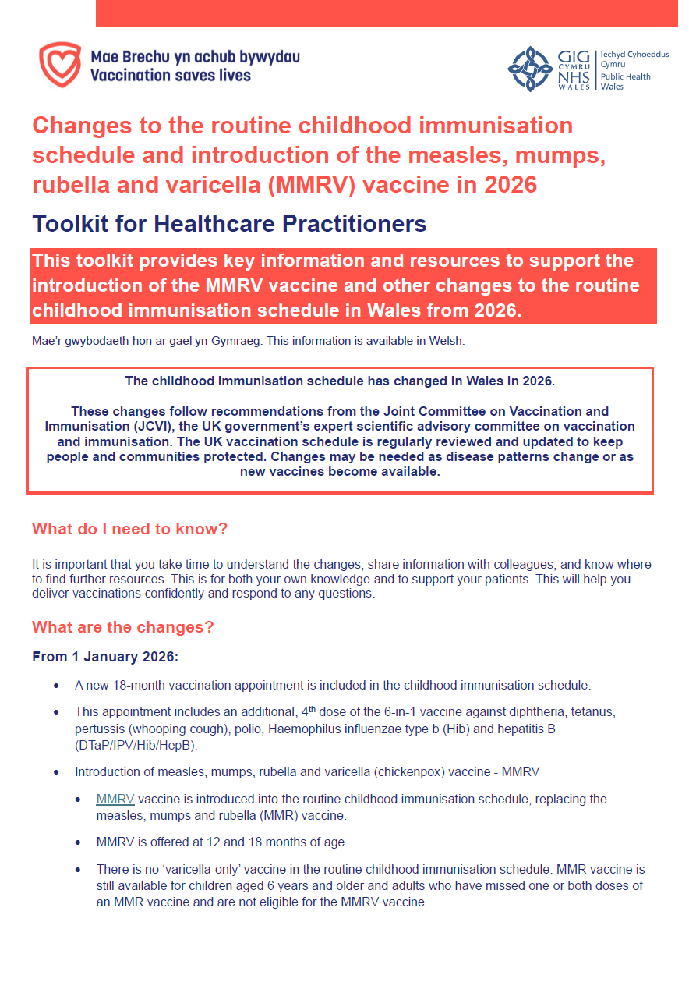 Mae Brechu yn achub bywydau
Vaccination saves lives
GIG
CYMRU
NHS
WALES
Iechyd Cyhoeddus
Cymru
Public Health
Wales
Changes to the routine childhood immunisation
schedule and introduction of the measles, mumps,
rubella and varicella (MMRV) vaccine in 2026
Toolkit for Healthcare Practitioners
This toolkit provides key information and resources to support the
introduction of the MMRV vaccine and other changes to the routine
childhood immunisation schedule in Wales from 2026.
Mae’r gwybodaeth hon ar gael yn Gymraeg. This information is available in Welsh.
The childhood immunisation schedule has changed in Wales in 2026.
These changes follow recommendations from the Joint Committee on Vaccination and
Immunisation (JCVI), the UK government’s expert scientific advisory committee on vaccination
and immunisation. The UK vaccination schedule is regularly reviewed and updated to keep
people and communities protected. Changes may be needed as disease patterns change or as
new vaccines become available.
What do I need to know?
It is important that you take time to understand the changes, share information with colleagues, and know where
to find further resources. This is for both your own knowledge and to support your patients. This will help you
deliver vaccinations confidently and respond to any questions.
What are the changes?
From 1 January 2026:
• A new 18-month vaccination appointment is included in the childhood immunisation schedule.
• This appointment includes an additional, 4th dose of the 6-in-1 vaccine against diphtheria, tetanus,
pertussis (whooping cough), polio, Haemophilus influenzae type b (Hib) and hepatitis B
(DTaP/IPV/Hib/HepB).
• Introduction of measles, mumps, rubella and varicella (chickenpox) vaccine - MMRV
• MMRV vaccine is introduced into the routine childhood immunisation schedule, replacing the
measles, mumps and rubella (MMR) vaccine.
• MMRV is offered at 12 and 18 months of age.
• There is no ‘varicella-only’ vaccine in the routine childhood immunisation schedule. MMR vaccine is
still available for children aged 6 years and older and adults who have missed one or both doses of
an MMR vaccine and are not eligible for the MMRV vaccine.